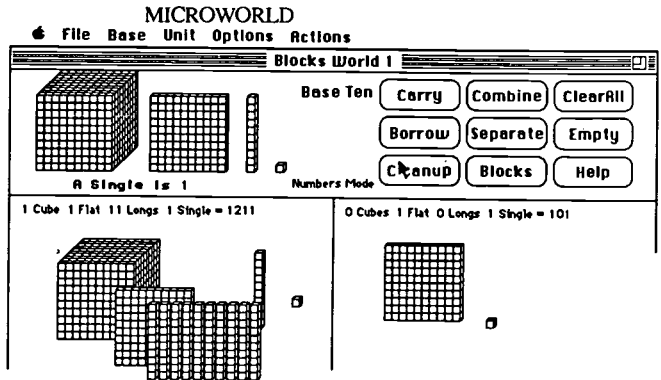 MICROWORLD
File Base Unit Options Actions
Blocks World 1
Base Ten
Carry Combine ClearAll
Borrow Separate Empty
Cleanup Blocks Help
A Single is 1
Numbers Mode
1 Cube 1 Flat 11 Longs 1 Single = 1211
0 Cubes 1 Flat 0 Longs 1 Single = 101